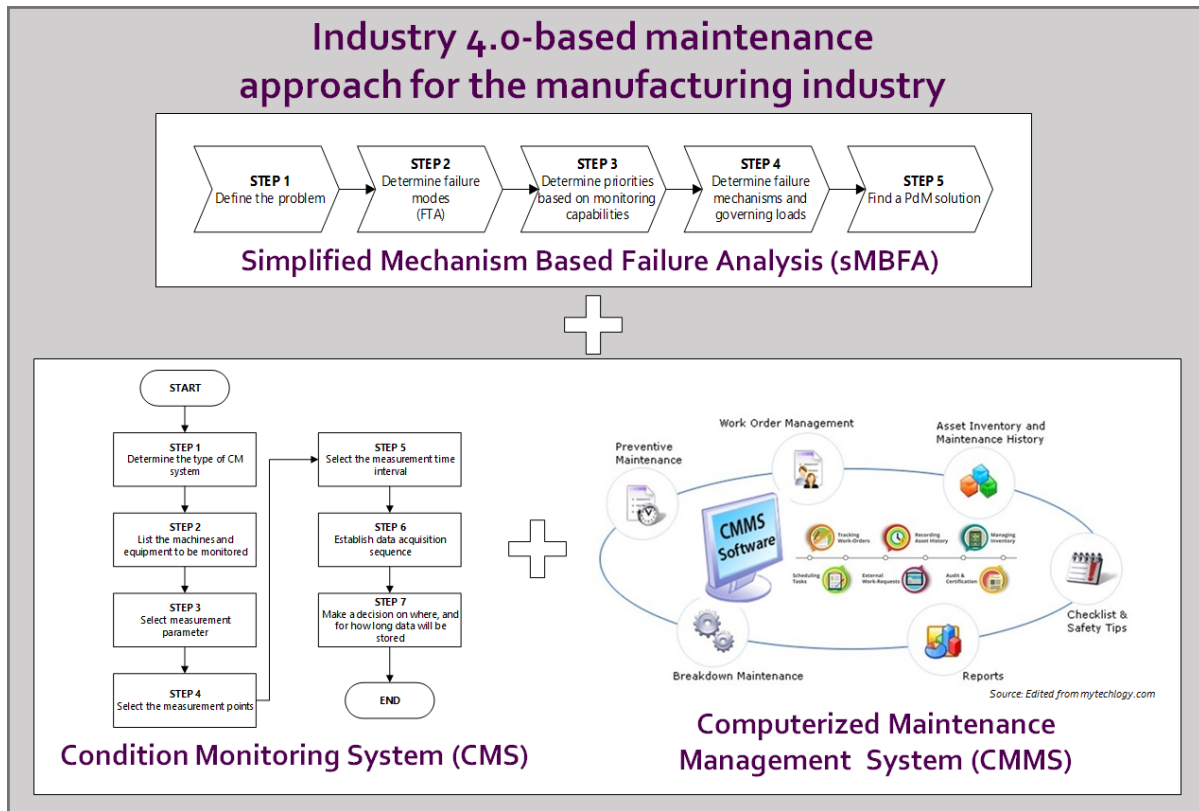 Industry 4.0-based maintenance
approach for the manufacturing industry
STEP 1
Define the problem
STEP 2
Determine failure
modes
(FTA)
STEP 3
Determine priorities
based on monitoring
capabilities
STEP 4
Determine failure
mechanisms and
governing loads
STEP 5
Find a PdM solution
Simplified Mechanism Based Failure Analysis (sMBFA)
START
STEP 1
Determine the type of CM
system
STEP 2
List the machines and
equipment to be monitored
STEP 3
Select measurement
parameter
STEP 4
Select the measurement points
STEP 5
Select the measurement time
interval
STEP 6
Establish data acquisition
sequence
STEP 7
Make a decision on where, and
for how long data will be
stored
END
Condition Monitoring System (CMS)
Work Order Management
Asset Inventory and
Maintenance History
Preventive
Maintenance
CMMS
Software
Tracking
Work-Orders
Recording
Asset History
Managing
Inventory
Scheduling
Tasks
External
Work-Requests
Audit &
Certification
Checklist &
Safety Tips
Breakdown Maintenance
Reports
Source: Edited from mytechlogy.com
Computerized Maintenance
Management System (CMMS)